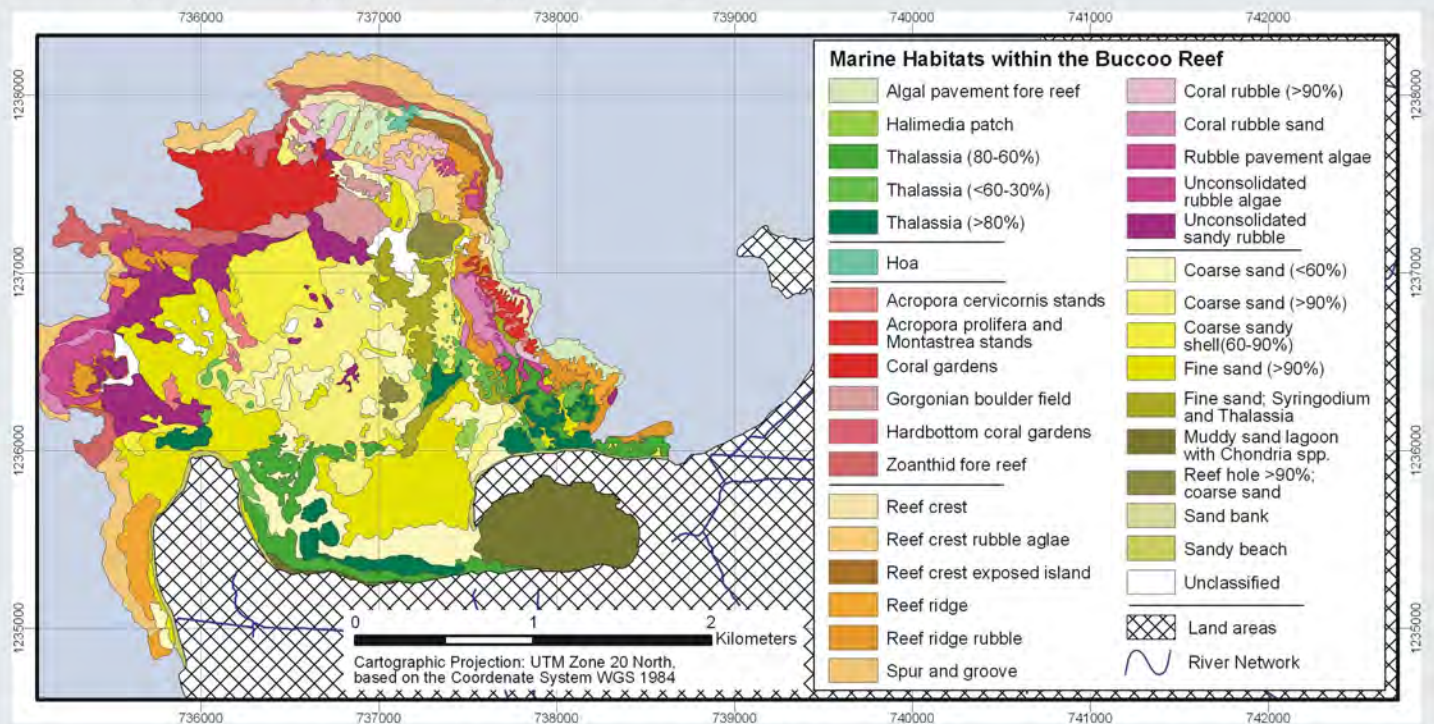 736000
737000
738000
739000
740000
741000
742000
1238000
1237000
1236000
1235000
Marine Habitats within the Buccoo Reef
Algal pavement fore reef
Halimedia patch
Thalassia (80-60%)
Thalassia (<60-30%)
Thalassia (>80%)
Hoa
Acropora cervicornis stands
Acropora prolifera and
Montastrea stands
Coral gardens
Gorgonian boulder field
Hardbottom coral gardens
Zoanthid fore reef
Reef crest
Reef crest rubble aglae
Reef crest exposed island
Reef ridge
Reef ridge rubble
Spur and groove
Coral rubble (>90%)
Coral rubble sand
Rubble pavement algae
Unconsolidated
rubble algae
Unconsolidated
sandy rubble
Coarse sand (<60%)
Coarse sand (>90%)
Coarse sandy
shell(60-90%)
Fine sand (>90%)
Fine sand; Syringodium
and Thalassia
Muddy sand lagoon
with Chondria spp.
Reef hole >90%;
coarse sand
Sand bank
Sandy beach
Unclassified
Land areas
River Network
1238000
1237000
1236000
1235000
0 1 2
Kilometers
Cartographic Projection: UTM Zone 20 North,
based on the Coordenate System WGS 1984
736000
737000
738000
739000
740000
741000
742000